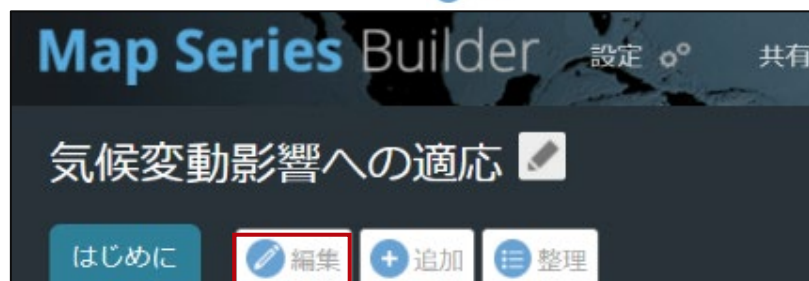 Map Series Builder 設定 共有
気候変動影響への適応
はじめに 編集 追加 整理